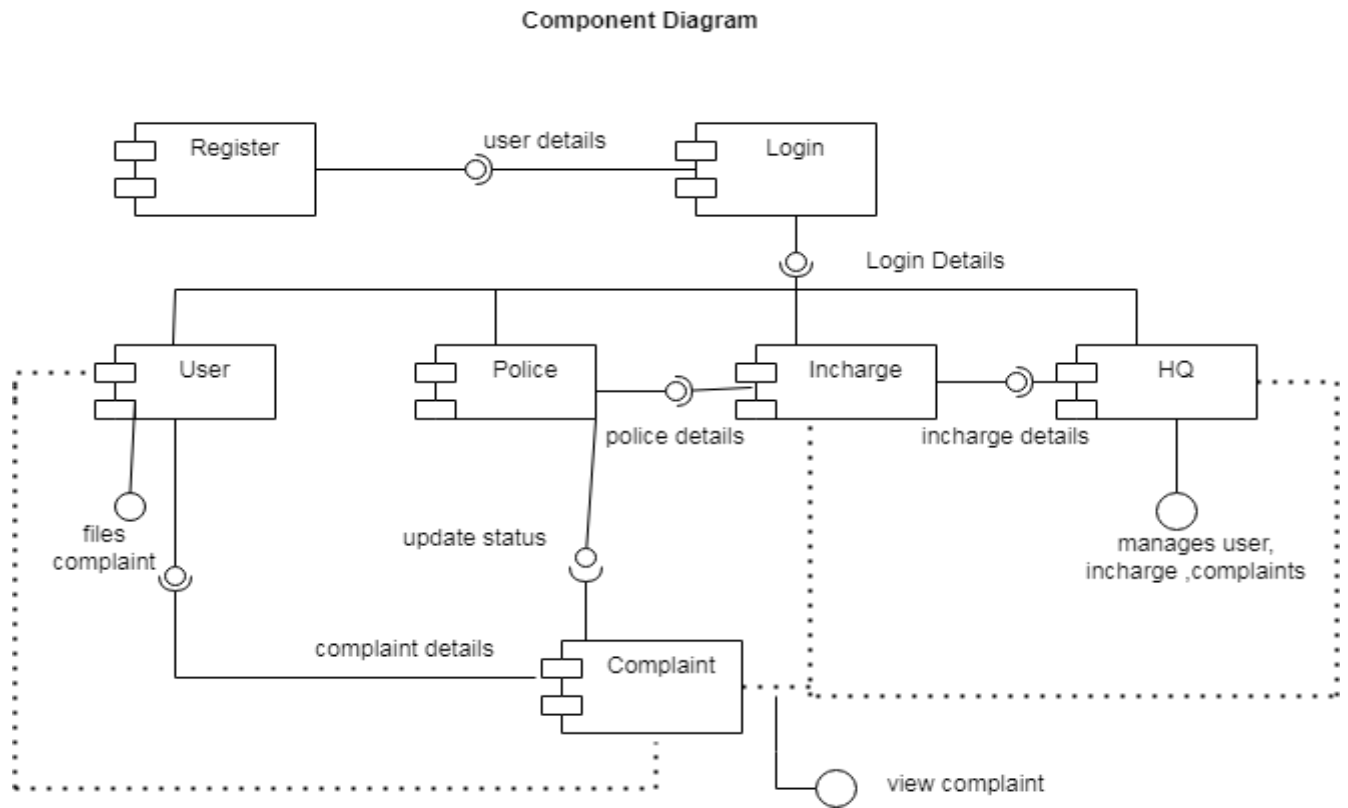 Component Diagram
Register
user details
Login
Login Details
User
Police
Incharge
HQ
police details
incharge details
files
complaint
update status
manages user,
incharge ,complaints
complaint details
Complaint
view complaint